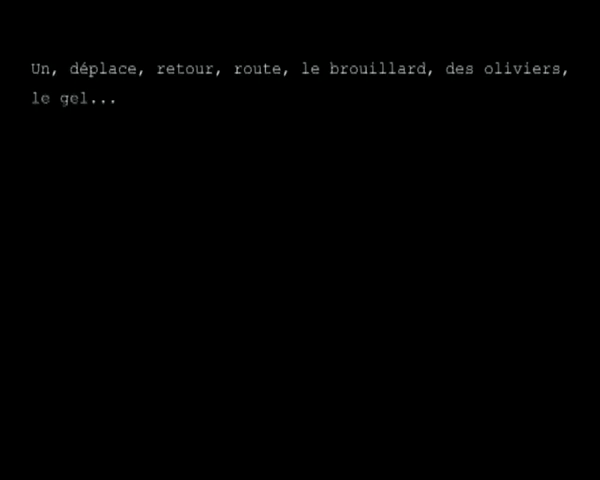 Un, déplace, retour, route, le brouillard, des oliviers,
le gel...